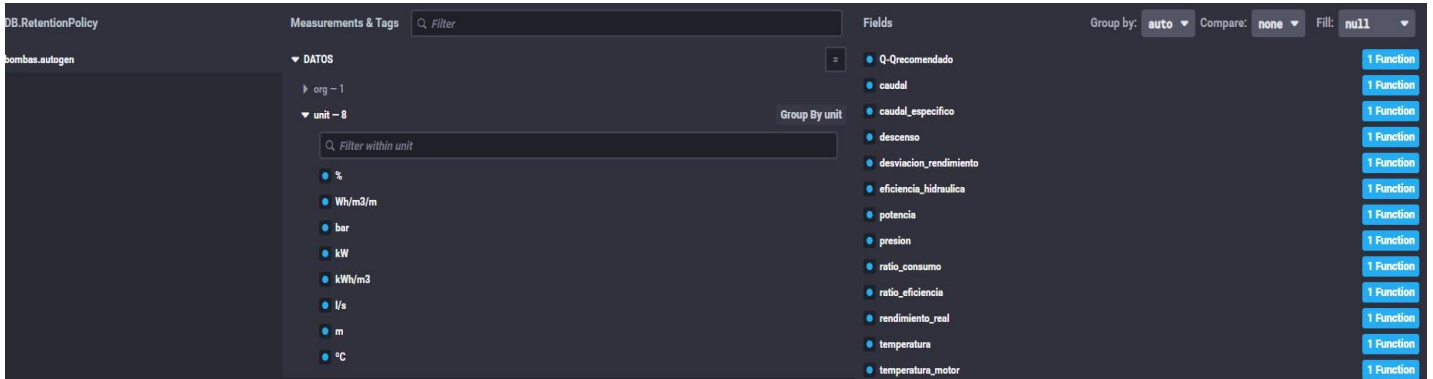 DB.RetentionPolicy
bombas.autogen
Measurements & Tags Filter
DATOS =
org – 1
unit – 8 Group By unit
Filter within unit
%
Wh/m3/m
bar
kW
kWh/m3
l/s
m
ºC
Fields Group by: auto Compare: none Fill: null
Q-Qrecomendado 1 Function
caudal 1 Function
caudal_especifico 1 Function
descenso 1 Function
desviacion_rendimiento 1 Function
eficiencia_hidraulica 1 Function
potencia 1 Function
presion 1 Function
ratio_consumo 1 Function
ratio_eficiencia 1 Function
rendimiento_real 1 Function
temperatura 1 Function
temperatura_motor 1 Function